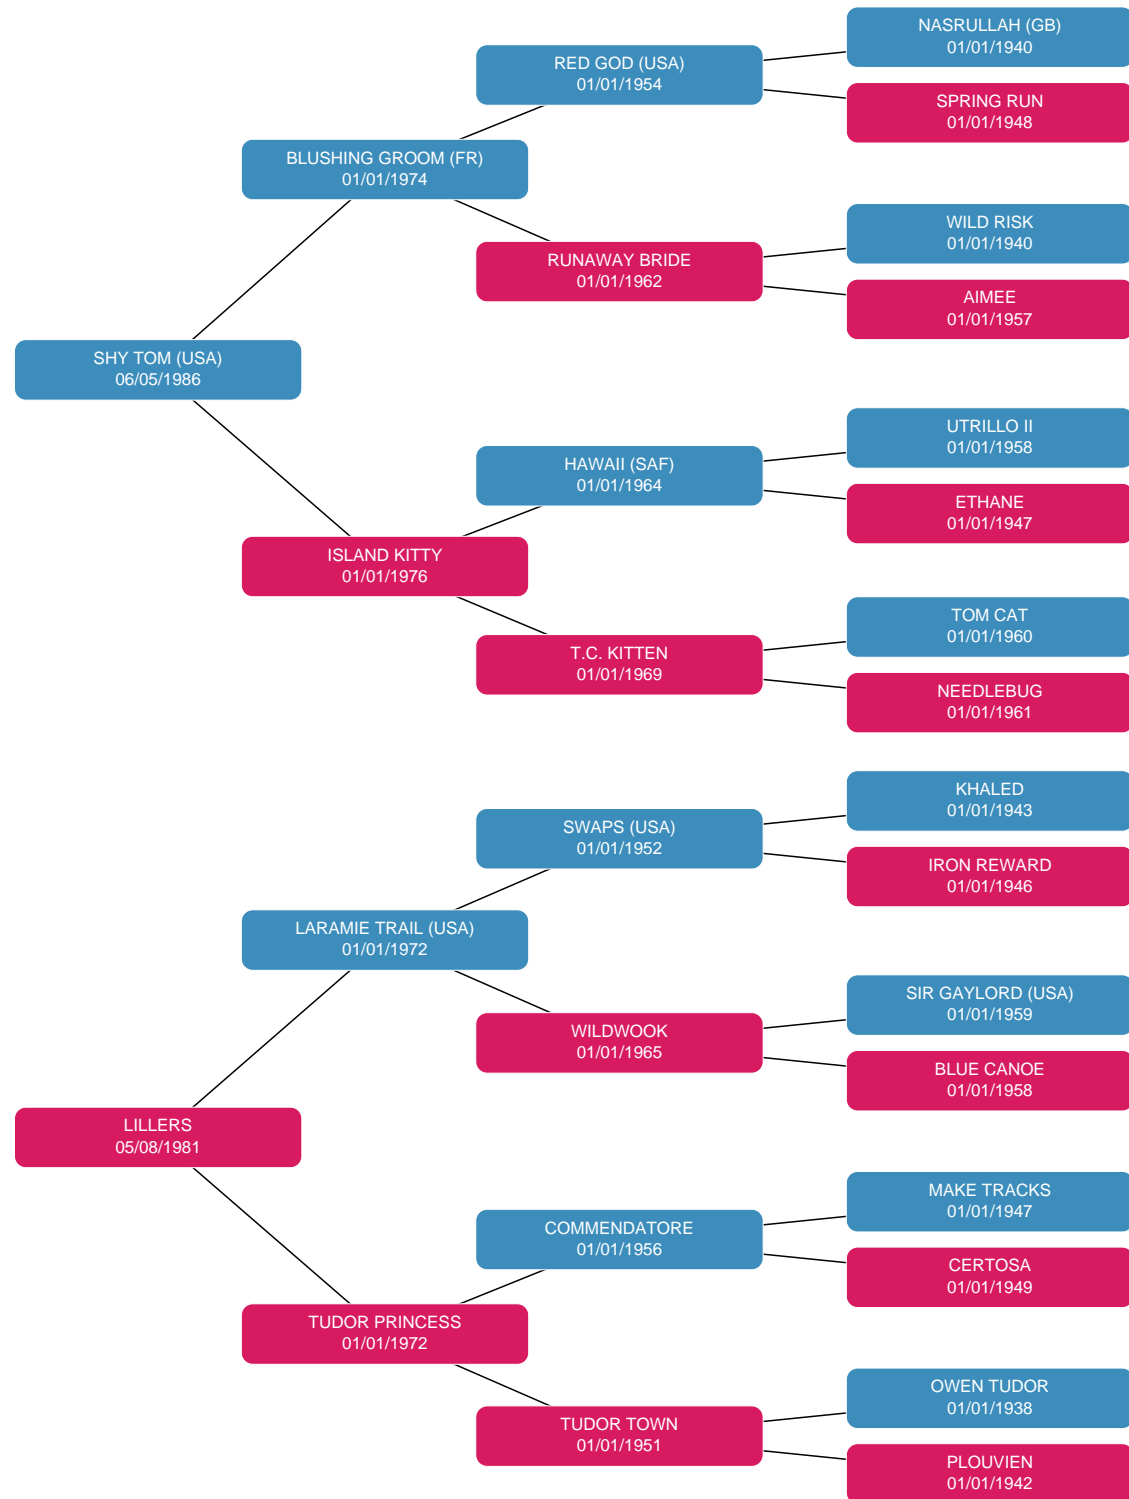 NASRULLAH (GB)
01/01/1940
RED GOD (USA)
01/01/1954
SPRING RUN
01/01/1948
BLUSHING GROOM (FR)
01/01/1974
WILD RISK
01/01/1940
RUNAWAY BRIDE
01/01/1962
AIMEE
01/01/1957
SHY TOM (USA)
06/05/1986
UTRILLO II
01/01/1958
HAWAII (SAF)
01/01/1964
ETHANE
01/01/1947
ISLAND KITTY
01/01/1976
TOM CAT
01/01/1960
T.C. KITTEN
01/01/1969
NEEDLEBUG
01/01/1961
KHALED
01/01/1943
SWAPS (USA)
01/01/1952
IRON REWARD
01/01/1946
LARAMIE TRAIL (USA)
01/01/1972
SIR GAYLORD (USA)
01/01/1959
WILDWOOK
01/01/1965
BLUE CANOE
01/01/1958
LILLERS
05/08/1981
MAKE TRACKS
01/01/1947
COMMENDATORE
01/01/1956
CERTOSA
01/01/1949
TUDOR PRINCESS
01/01/1972
OWEN TUDOR
01/01/1938
TUDOR TOWN
01/01/1951
PLOUVIEN
01/01/1942